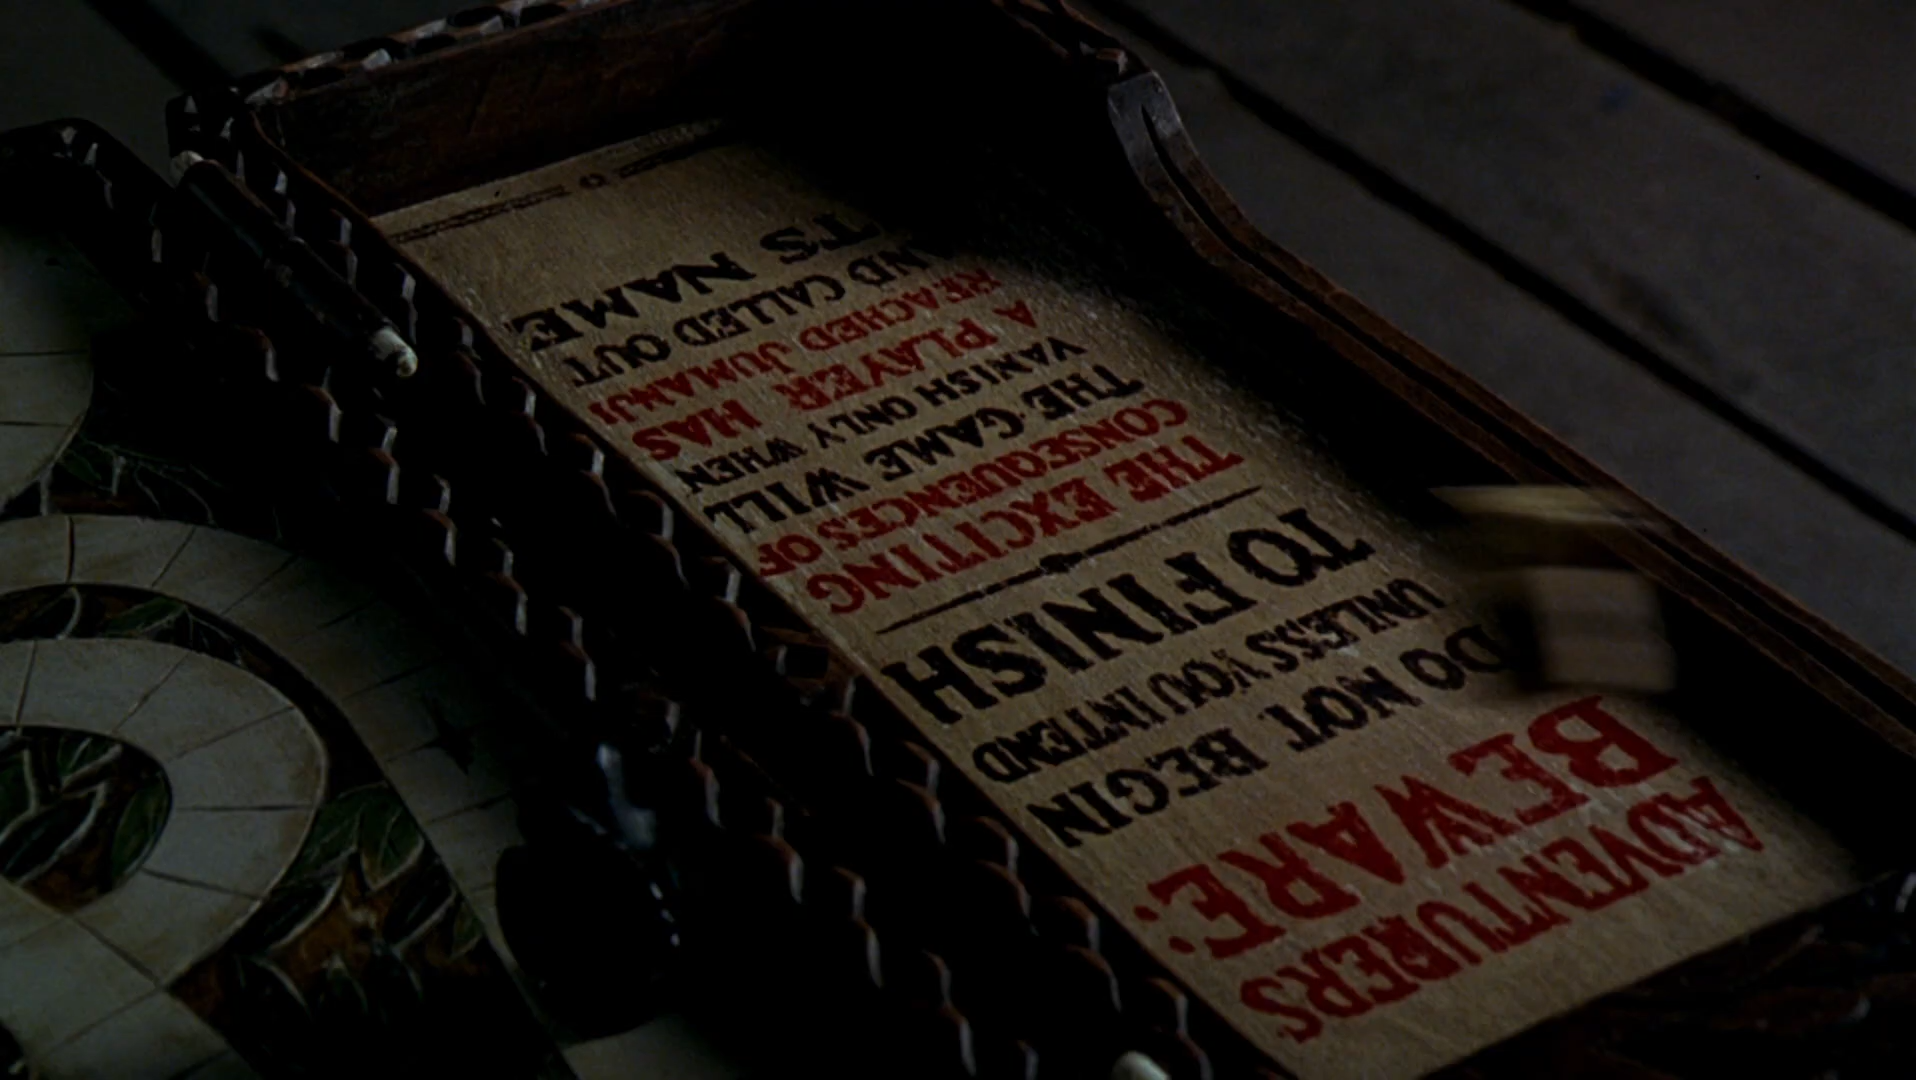 ADVENTURERS
BEWARE:
DO NOT BEGIN
UNLESS YOU INTEND
TO FINISH
THE EXCITING
CONSEQUENCES OF
THE GAME WILL
VANISH ONLY WHEN
A PLAYER HAS
REACHED JUMANJI
AND CALLED OUT
ITS NAME